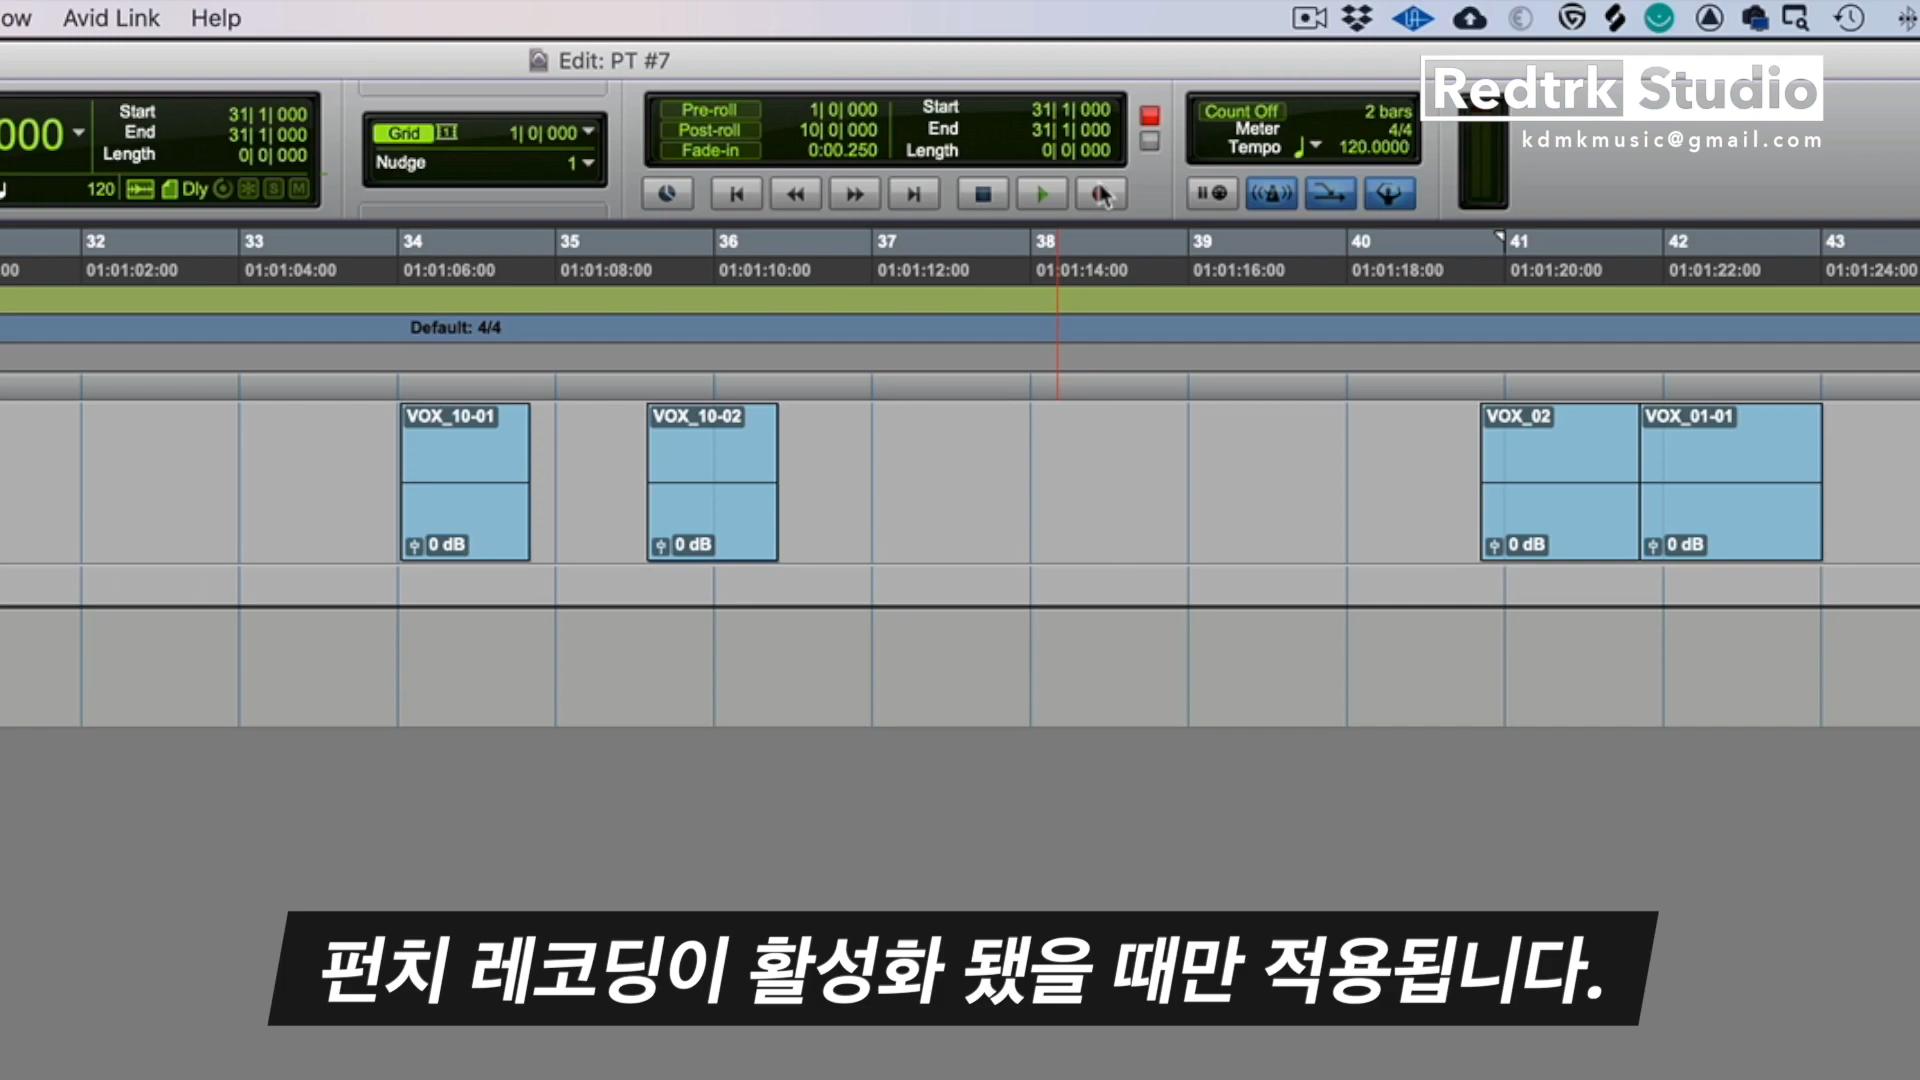 ow Avid Link Help
Edit: PT #7
Redtrk Studio
kdmkmusic@gmail.com
000
Start 31| 1| 000
End 31| 1| 000
Length 0| 0| 000
120 Dly S M
Grid 1| 0| 000
Nudge 1
Pre-roll 1| 0| 000
Post-roll 10| 0| 000
Fade-in 0:00.250
Start 31| 1| 000
End 31| 1| 000
Length 0| 0| 000
Count Off 2 bars
Meter 4/4
Tempo 120.0000
32 33 34 35 36 37 38 39 40 41 42 43
00 01:01:02:00 01:01:04:00 01:01:06:00 01:01:08:00 01:01:10:00 01:01:12:00 01:01:14:00 01:01:16:00 01:01:18:00 01:01:20:00 01:01:22:00 01:01:24:00
Default: 4/4
VOX_10-01 VOX_10-02 VOX_02 VOX_01-01
0 dB 0 dB 0 dB 0 dB
펀치 레코딩이 활성화 됐을 때만 적용됩니다.